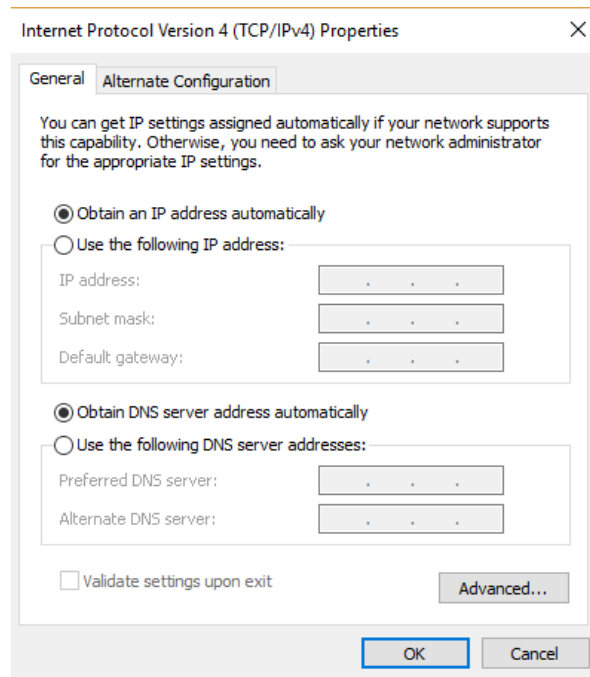 Internet Protocol Version 4 (TCP/IPv4) Properties
General
Alternate Configuration
You can get IP settings assigned automatically if your network supports
this capability. Otherwise, you need to ask your network administrator
for the appropriate IP settings.
Obtain an IP address automatically
Use the following IP address:
IP address:
Subnet mask:
Default gateway:
Obtain DNS server address automatically
Use the following DNS server addresses:
Preferred DNS server:
Alternate DNS server:
Validate settings upon exit
Advanced...
OK
Cancel